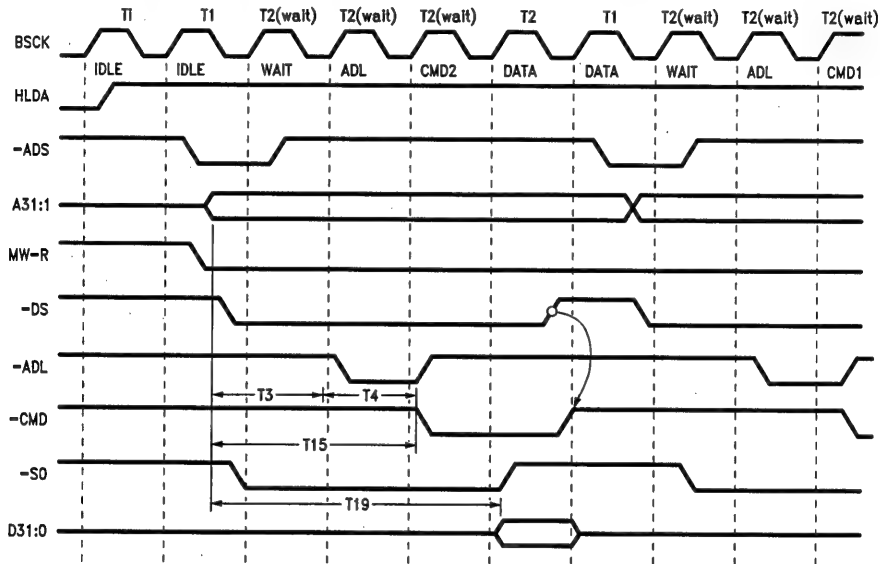 Ti T1 T2(wait) T2(wait) T2(wait) T2 T1 T2(wait) T2(wait) T2(wait)
BSCK
IDLE IDLE WAIT ADL CMD2 DATA DATA WAIT ADL CMD1
HLDA
-ADS
A31:1
MW-R
-DS
-ADL
T3 T4
-CMD
T15
-S0
T19
D31:0